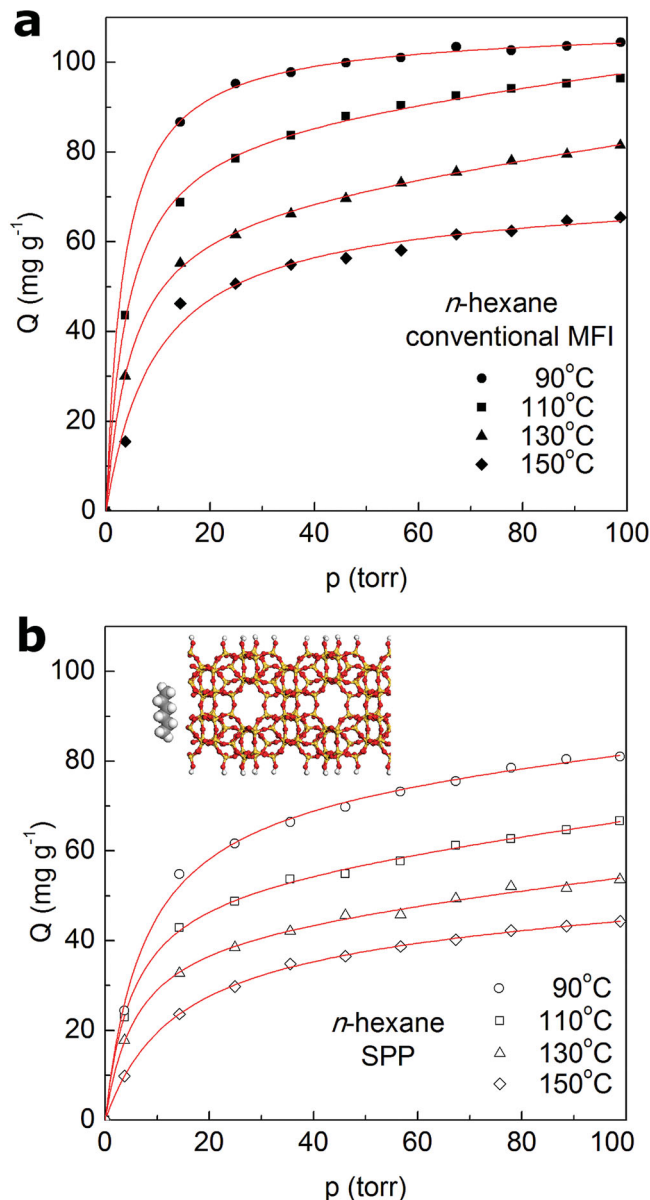 a
100
80
60
40
20
0
Q (mg g⁻¹)
n-hexane
conventional MFI
90°C
110°C
130°C
150°C
0 20 40 60 80 100
p (torr)
b
100
80
60
40
20
0
Q (mg g⁻¹)
n-hexane
SPP
90°C
110°C
130°C
150°C
0 20 40 60 80 100
p (torr)